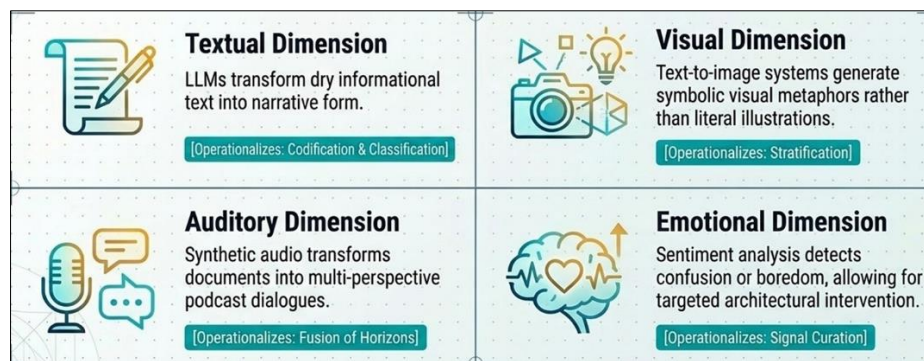 Textual Dimension
LLMs transform dry informational
text into narrative form.
[Operationalizes: Codification & Classification]
Visual Dimension
Text-to-image systems generate
symbolic visual metaphors rather
than literal illustrations.
[Operationalizes: Stratification]
Auditory Dimension
Synthetic audio transforms
documents into multi-perspective
podcast dialogues.
[Operationalizes: Fusion of Horizons]
Emotional Dimension
Sentiment analysis detects
confusion or boredom, allowing for
targeted architectural intervention.
[Operationalizes: Signal Curation]